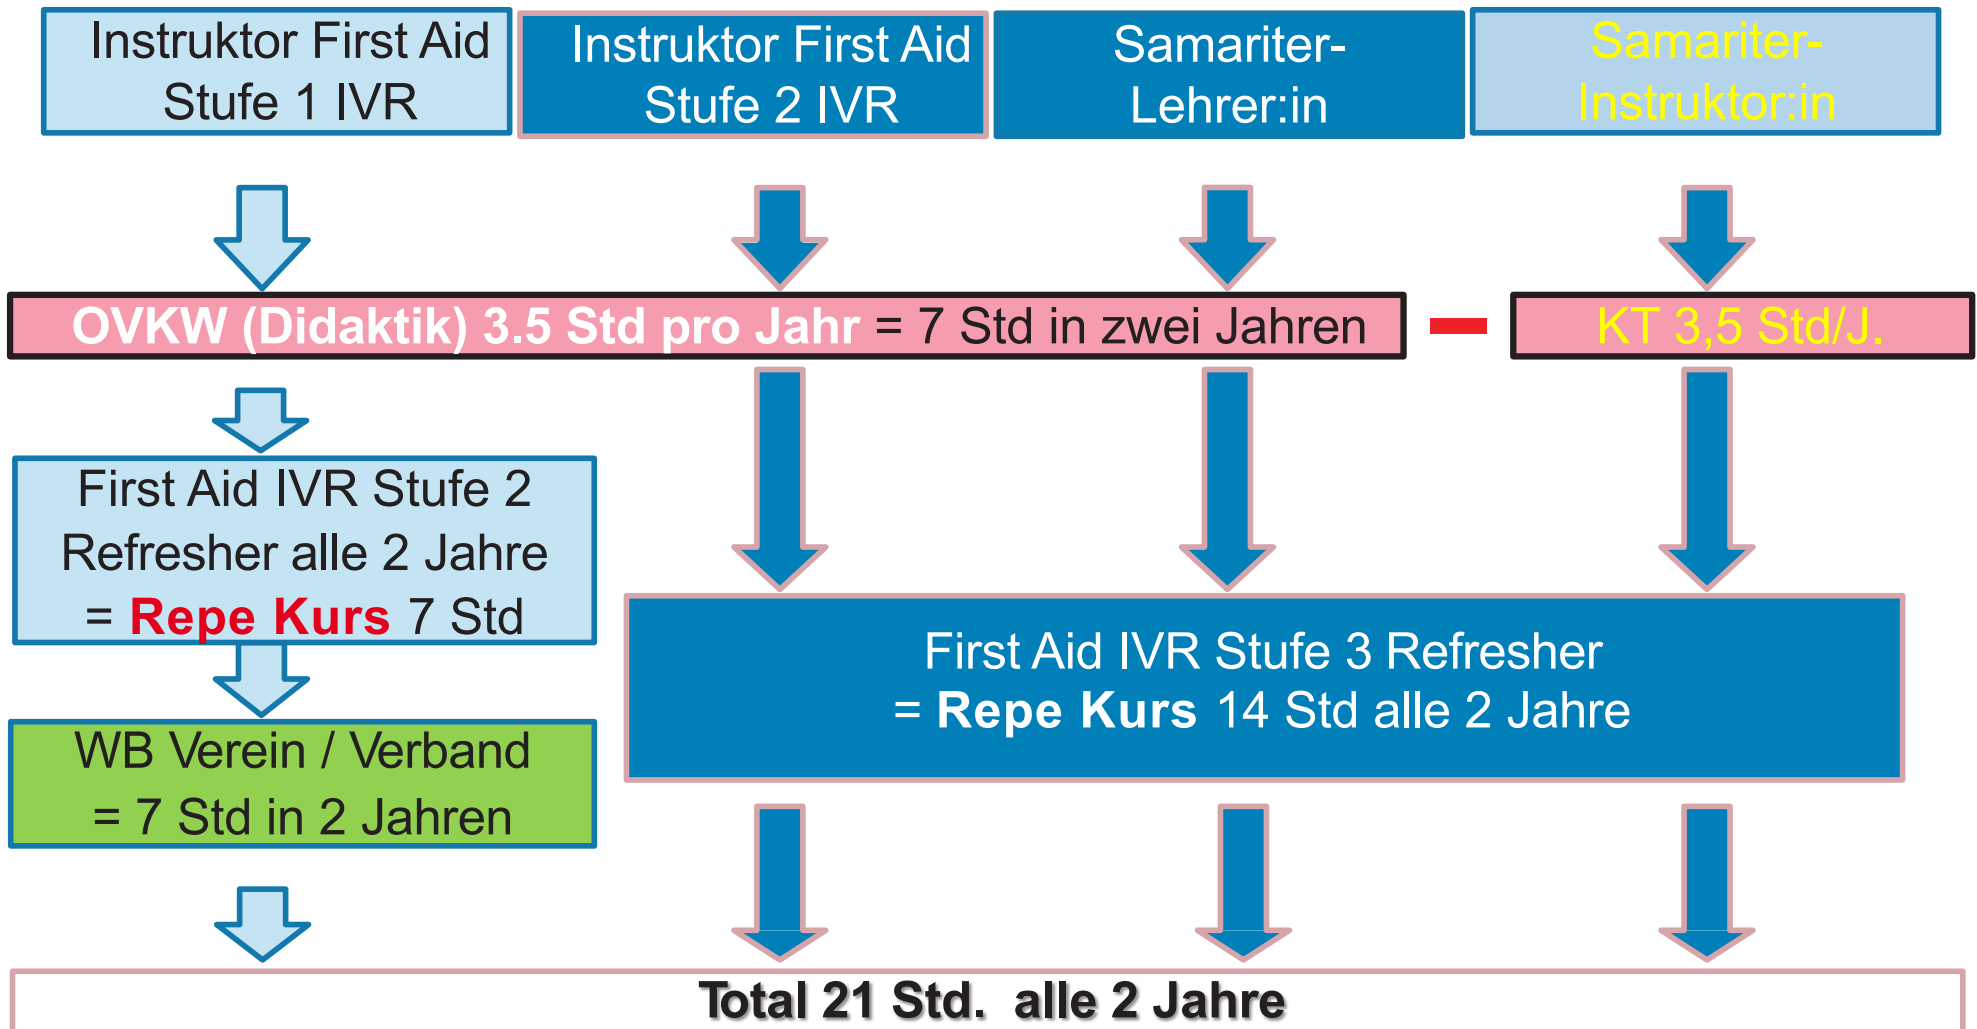 Instruktor First Aid
Stufe 1 IVR
Instruktor First Aid
Stufe 2 IVR
Samariter-
Lehrer:in
Samariter-
Instruktor:in
OVKW (Didaktik) 3.5 Std pro Jahr = 7 Std in zwei Jahren
KT 3,5 Std/J.
First Aid IVR Stufe 2
Refresher alle 2 Jahre
= Repe Kurs 7 Std
First Aid IVR Stufe 3 Refresher
= Repe Kurs 14 Std alle 2 Jahre
WB Verein / Verband
= 7 Std in 2 Jahren
Total 21 Std. alle 2 Jahre